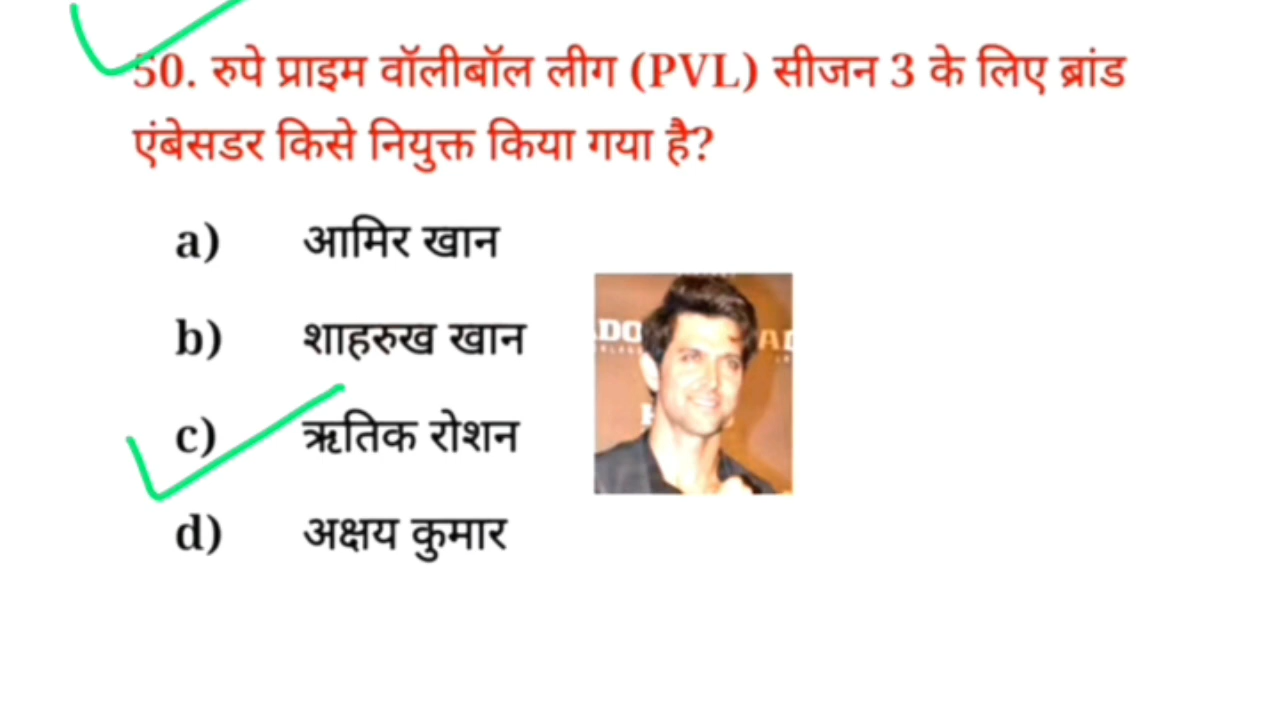 50. रुपे प्राइम वॉलीबॉल लीग (PVL) सीजन 3 के लिए ब्रांड
एंबेसडर किसे नियुक्त किया गया है?
a) आमिर खान
b) शाहरुख खान
c) ऋतिक रोशन
d) अक्षय कुमार